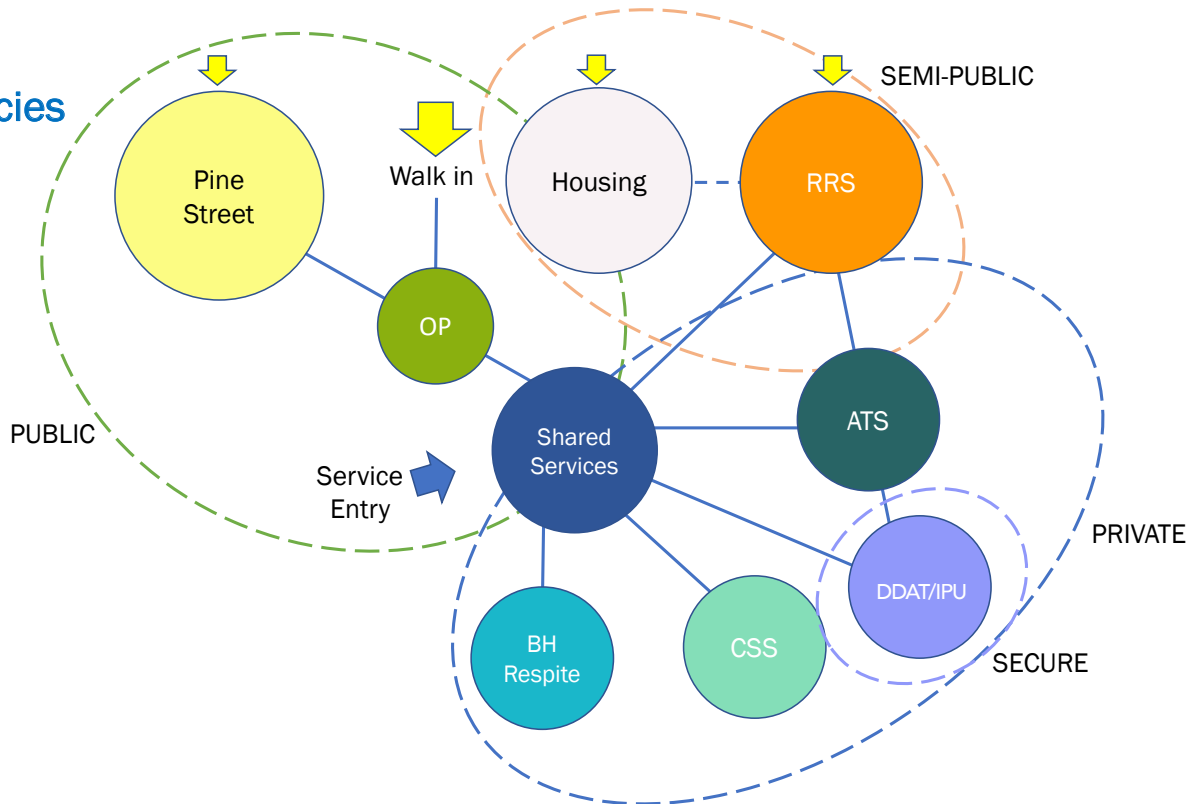 cies
SEMI-PUBLIC
Pine
Street
Walk in
Housing
RRS
OP
PUBLIC
Shared
Services
ATS
Service
Entry
PRIVATE
DDAT/IPU
BH
Respite
CSS
SECURE